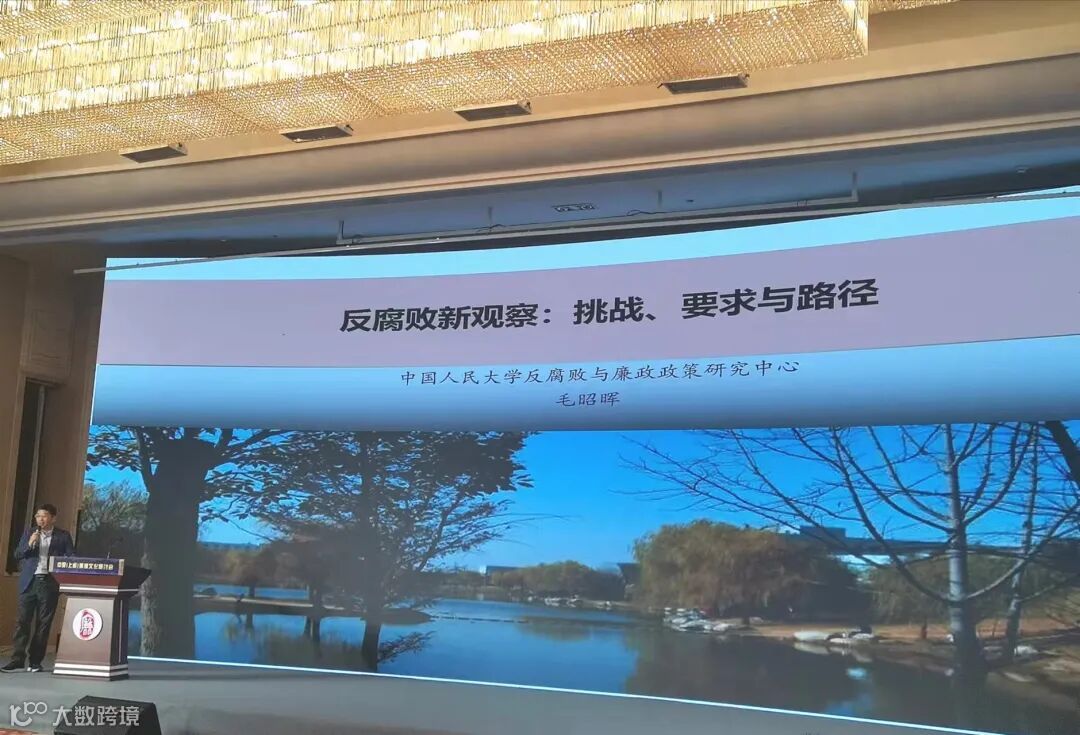 反腐败新观察：挑战、要求与路径
中国人民大学反腐败与廉政政策研究中心
毛昭晖
大数跨境